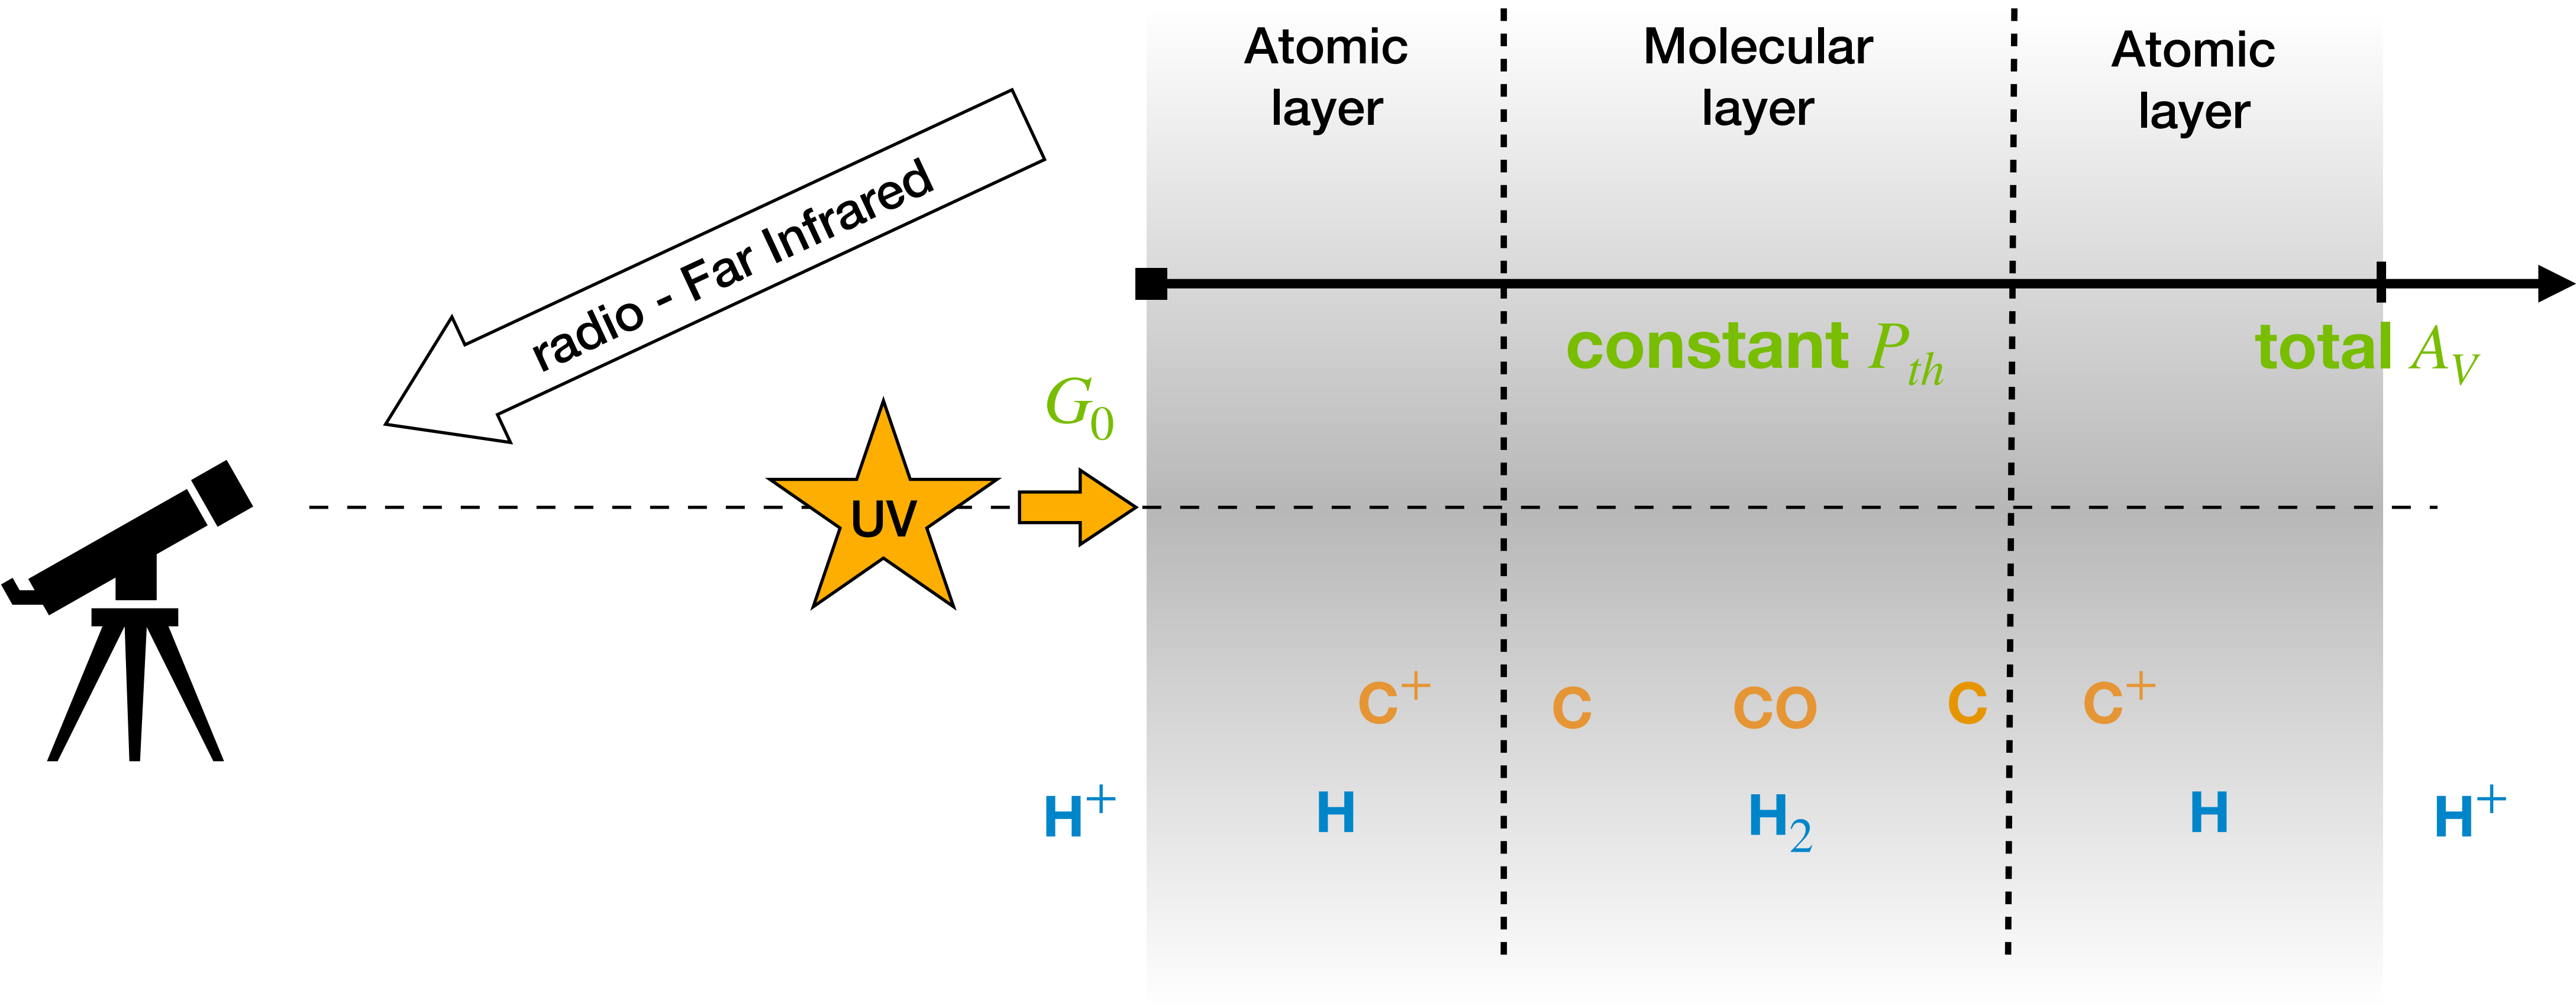 Atomic
layer
Molecular
layer
Atomic
layer
radio - Far Infrared
constant P_th
total A_V
G_0
UV
C⁺
C
CO
C
C⁺
H⁺
H
H₂
H
H⁺